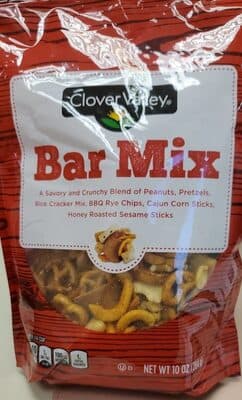 Clover Valley®
Bar Mix
A Savory and Crunchy Blend of Peanuts, Pretzels,
Rice Cracker Mix, BBQ Rye Chips, Cajun Corn Sticks,
Honey Roasted Sesame Sticks
NET WT 10 OZ